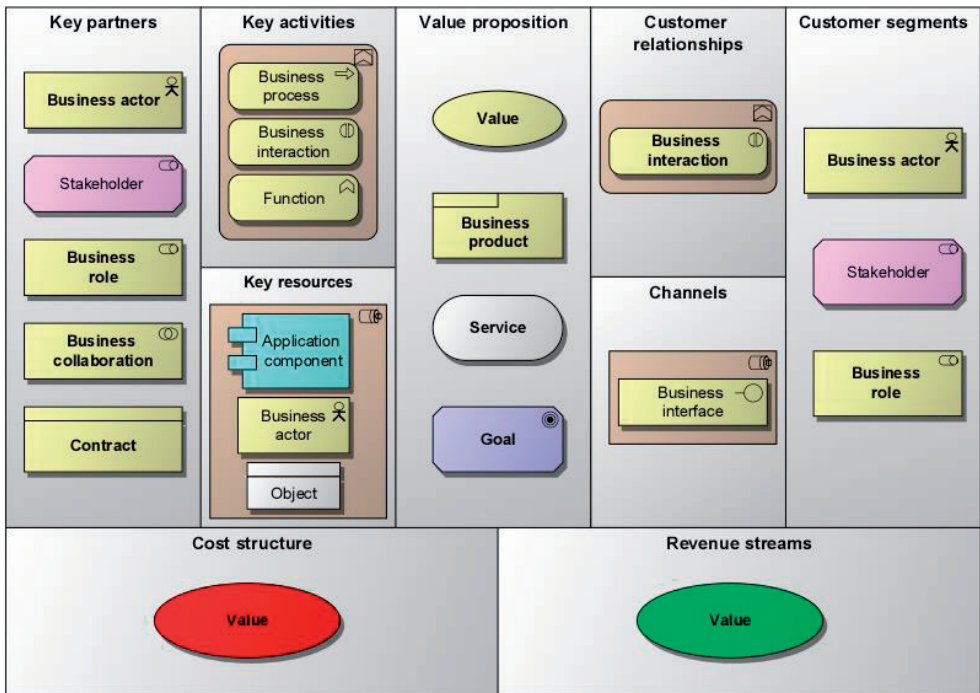 Key partners
Business actor
Stakeholder
Business
role
Business
collaboration
Contract
Key activities
Business
process
Business
interaction
Function
Key resources
Application
component
Business
actor
Object
Value proposition
Value
Business
product
Service
Goal
Customer
relationships
Business
interaction
Channels
Business
interface
Customer segments
Business actor
Stakeholder
Business
role
Cost structure
Value
Revenue streams
Value